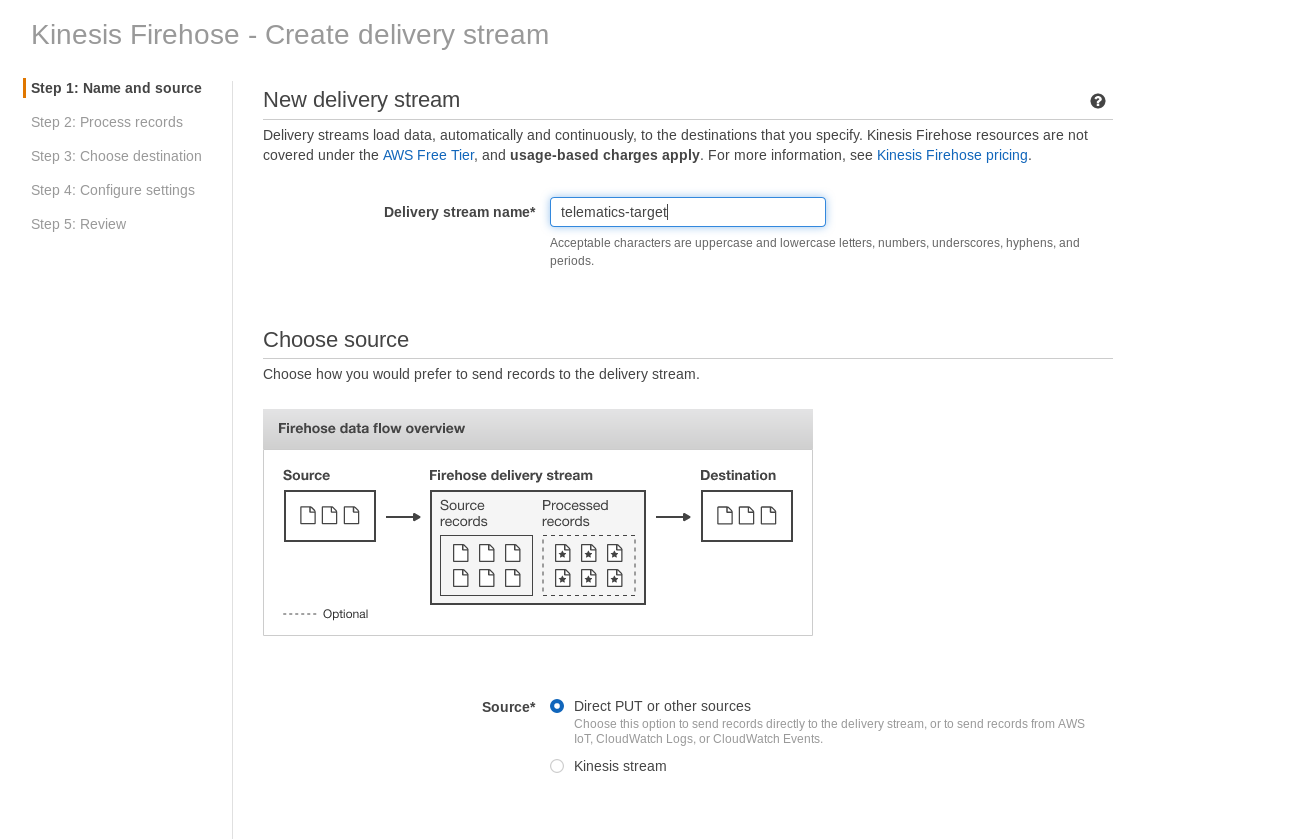 Kinesis Firehose - Create delivery stream
Step 1: Name and source
Step 2: Process records
Step 3: Choose destination
Step 4: Configure settings
Step 5: Review
New delivery stream
Delivery streams load data, automatically and continuously, to the destinations that you specify. Kinesis Firehose resources are not
covered under the AWS Free Tier, and usage-based charges apply. For more information, see Kinesis Firehose pricing.
Delivery stream name* telematics-target
Acceptable characters are uppercase and lowercase letters, numbers, underscores, hyphens, and
periods.
Choose source
Choose how you would prefer to send records to the delivery stream.
Firehose data flow overview
Source Firehose delivery stream Destination
Source Processed
records records
Optional
Source* Direct PUT or other sources
Choose this option to send records directly to the delivery stream, or to send records from AWS
IoT, CloudWatch Logs, or CloudWatch Events.
Kinesis stream